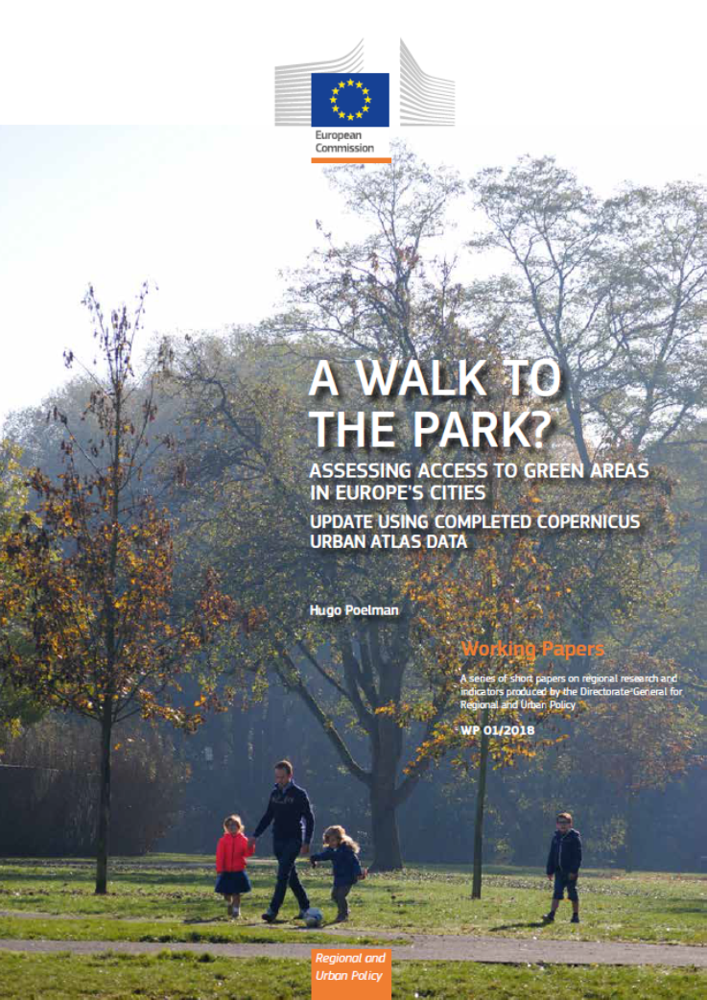 European
Commission
A WALK TO
THE PARK?
ASSESSING ACCESS TO GREEN AREAS
IN EUROPE'S CITIES
UPDATE USING COMPLETED COPERNICUS
URBAN ATLAS DATA
Hugo Poelman
Working Papers
A series of short papers on regional research and
indicators produced by the Directorate-General for
Regional and Urban Policy
WP 01/2018
Regional and
Urban Policy